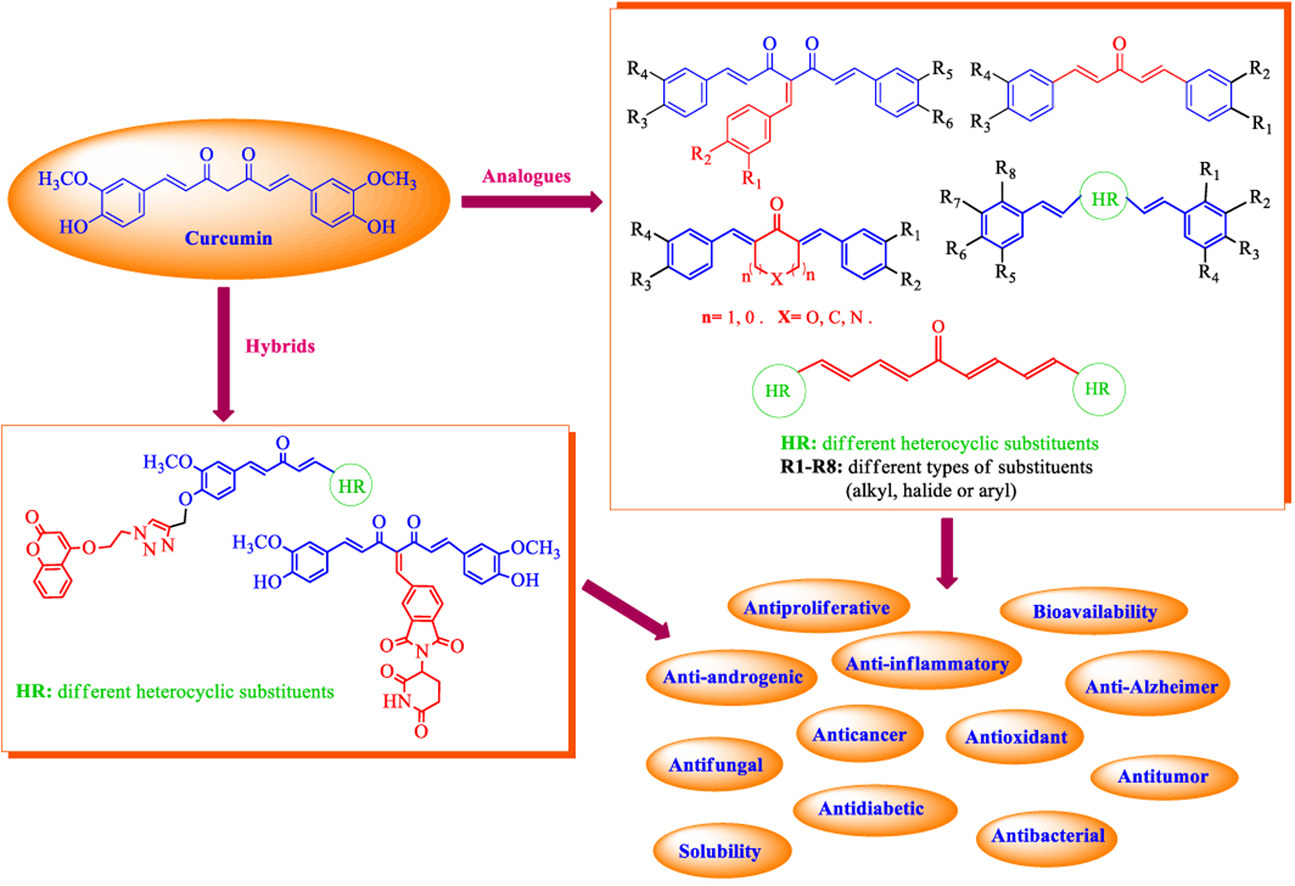 H₃CO
O
O
OCH₃
HO
OH
Curcumin
Analogues
Hybrids
O
O
R4
R5
R3
R6
R2
R1
O
R4
R2
R3
R1
O
R4
R1
R3
R2
n
n
X
n= 1, 0 . X= O, C, N .
R8
R1
R7
HR
R2
R6
R3
R5
R4
O
HR
HR
HR: different heterocyclic substituents
R1-R8: different types of substituents
(alkyl, halide or aryl)
O
H₃CO
HR
O
O
O
O
N
N
N
O
O
H₃CO
OCH₃
HO
OH
O
O
N
O
HN
O
HR: different heterocyclic substituents
Antiproliferative
Bioavailability
Anti-androgenic
Anti-inflammatory
Anti-Alzheimer
Anticancer
Antioxidant
Antifungal
Antitumor
Antidiabetic
Antibacterial
Solubility